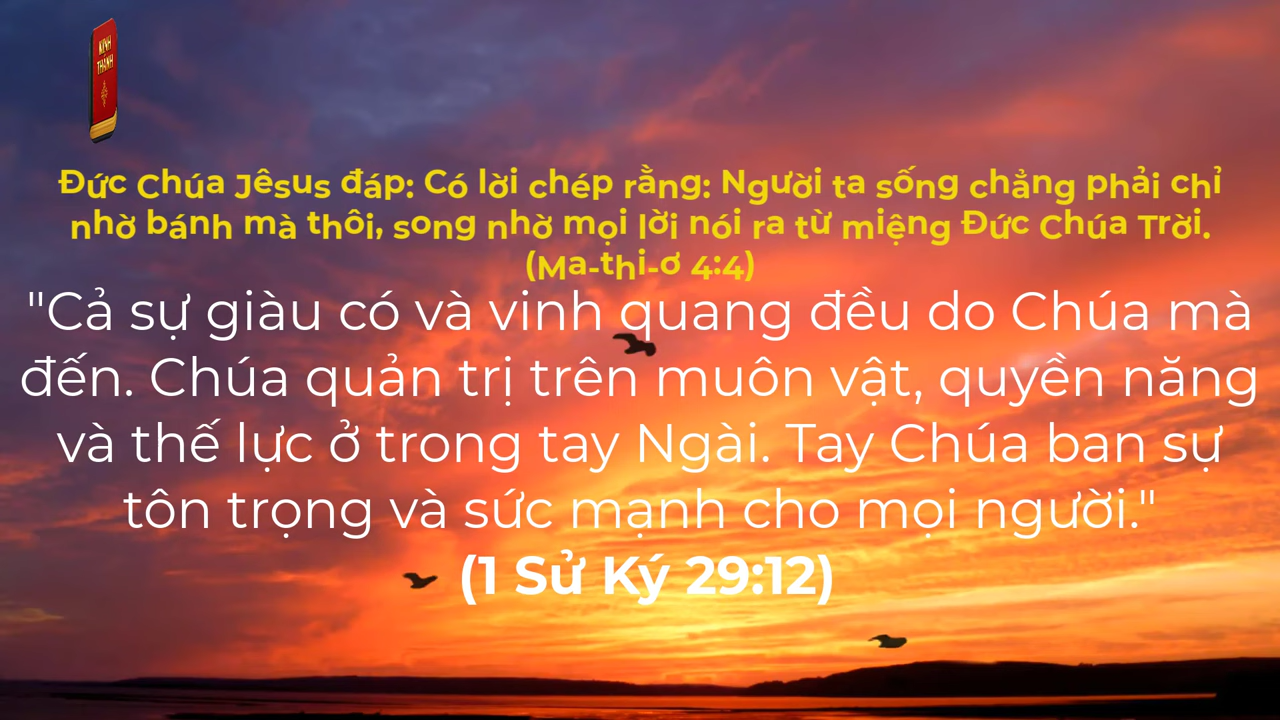 KINH
THÁNH
Đức Chúa Jêsus đáp: Có lời chép rằng: Người ta sống chẳng phải chỉ
nhờ bánh mà thôi, song nhờ mọi lời nói ra từ miệng Đức Chúa Trời.
(Ma-thi-ơ 4:4)
"Cả sự giàu có và vinh quang đều do Chúa mà
đến. Chúa quản trị trên muôn vật, quyền năng
và thế lực ở trong tay Ngài. Tay Chúa ban sự
tôn trọng và sức mạnh cho mọi người."
(1 Sử Ký 29:12)